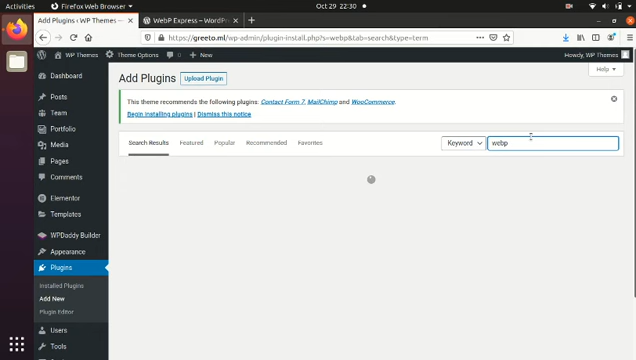 Activities
Firefox Web Browser
Oct 29 22:30
Add Plugins ‹ WP Themes
WebP Express – WordPr
https://greeto.ml/wp-admin/plugin-install.php?s=webp&tab=search&type=term
WP Themes
Theme Options
0
New
Howdy, WP Themes
Dashboard
Posts
Team
Portfolio
Media
Pages
Comments
Elementor
Templates
WPDaddy Builder
Appearance
Plugins
Installed Plugins
Add New
Plugin Editor
Users
Tools
Help
Add Plugins
Upload Plugin
This theme recommends the following plugins: Contact Form 7, MailChimp and WooCommerce.
Begin installing plugins | Dismiss this notice
Search Results
Featured
Popular
Recommended
Favorites
Keyword
webp